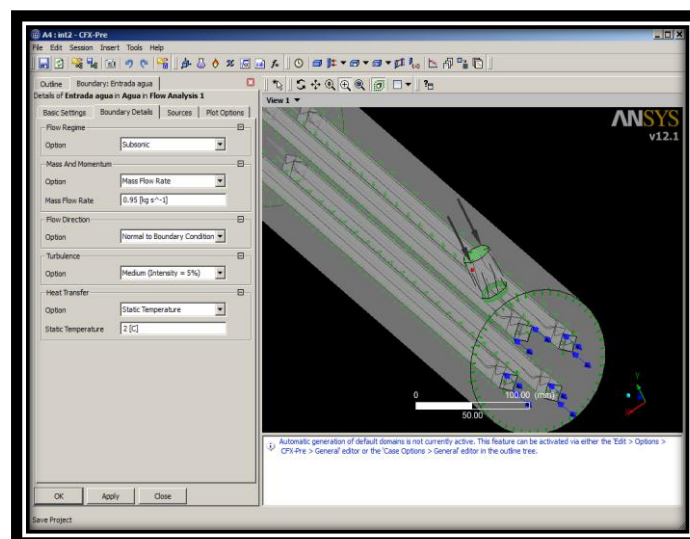 A4 : int2 - CFX-Pre
File Edit Session Insert Tools Help
Outline Boundary: Entrada agua
Details of Entrada agua in Agua in Flow Analysis 1
Basic Settings Boundary Details Sources Plot Options
Flow Regime
Option Subsonic
Mass And Momentum
Option Mass Flow Rate
Mass Flow Rate 0.95 [kg s^-1]
Flow Direction
Option Normal to Boundary Condition
Turbulence
Option Medium (Intensity = 5%)
Heat Transfer
Option Static Temperature
Static Temperature 2 [C]
OK Apply Close
Save Project
View 1
ANSYS
v12.1
0 100.00 (mm)
50.00
Y
Automatic generation of default domains is not currently active. This feature can be activated via either the 'Edit > Options >
CFX-Pre > General' editor or the 'Case Options > General' editor in the outline tree.